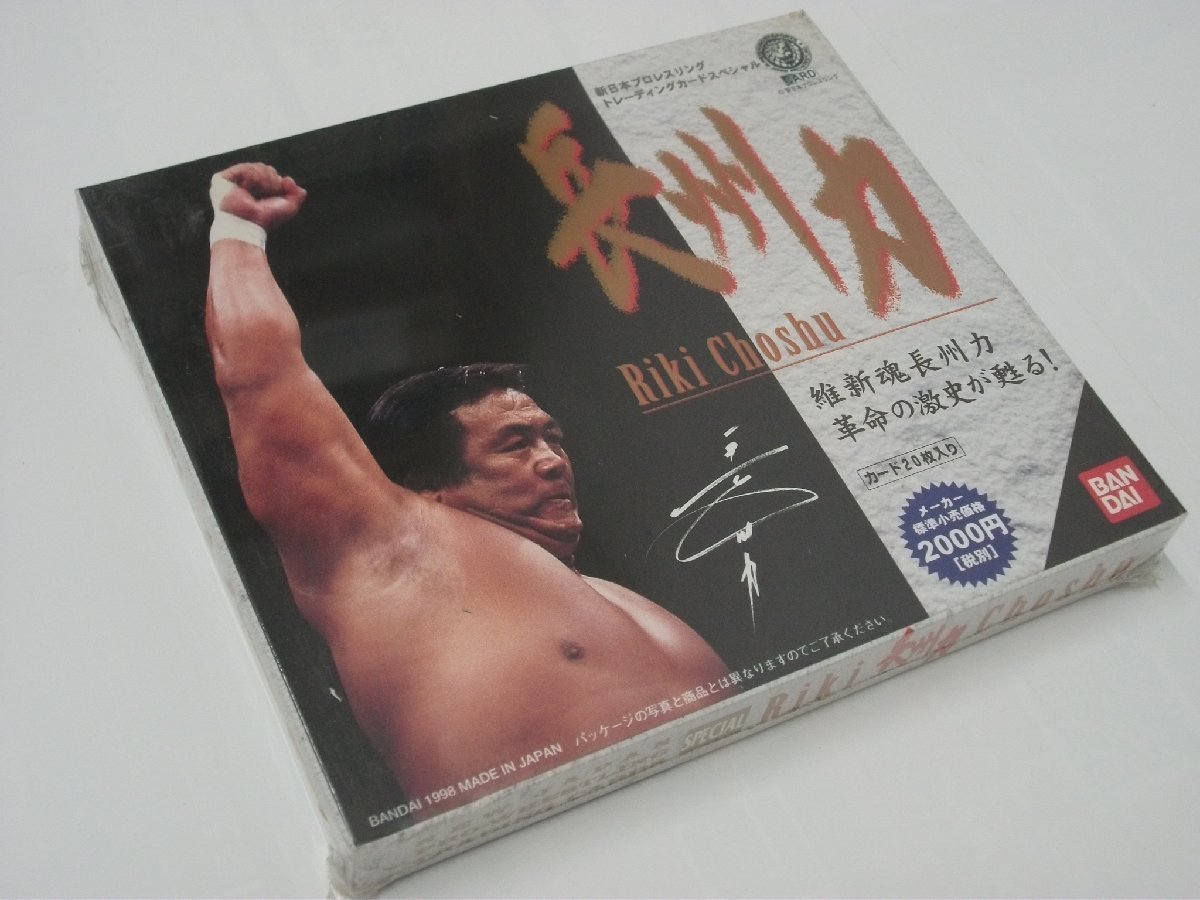 新日本プロレスリング
トレーディングカードスペシャル
CARD
長州力
Riki Choshu
維新魂長州力
革命の激史が甦る!
カード20枚入り
メーカー
標準小売価格
2000円
[税別]
BAN
DAI
BANDAI 1998 MADE IN JAPAN パッケージの写真と商品とは異なりますのでご了承ください
SPECIAL Riki 長州力 Choshu